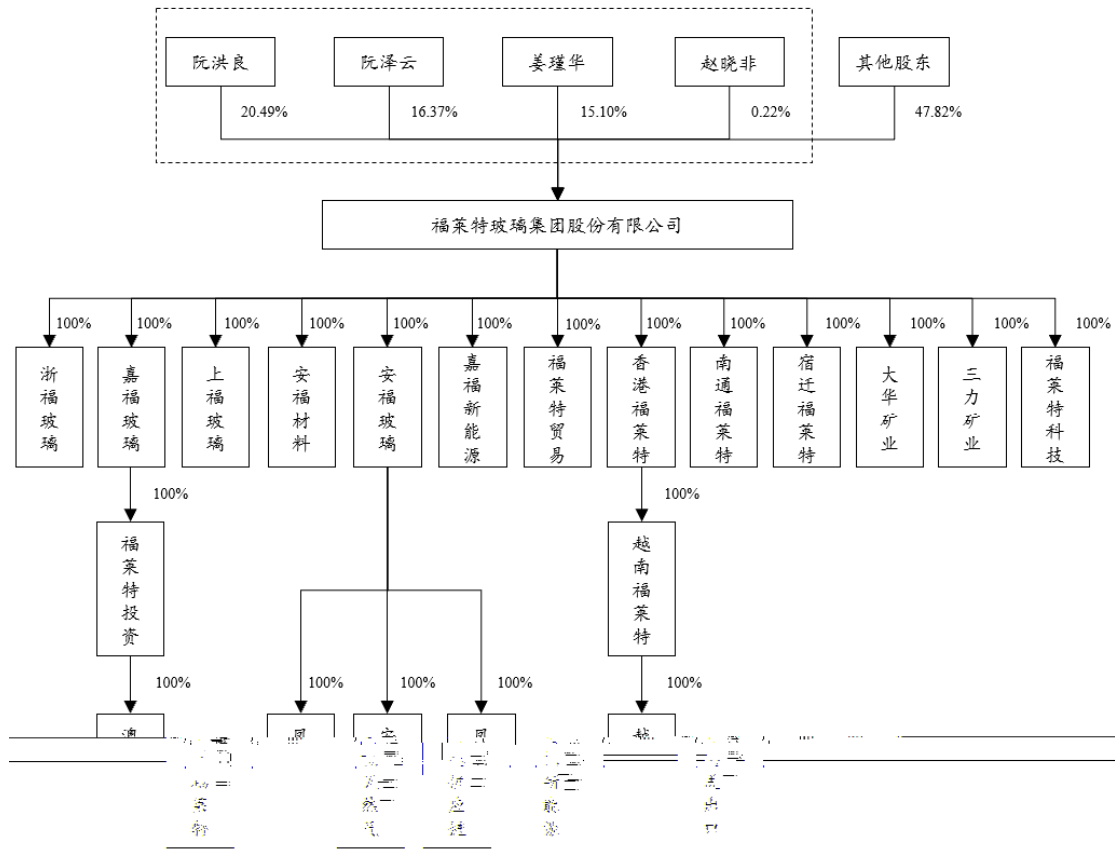 阮洪良
阮泽云
姜瑾华
赵晓非
其他股东
20.49%
16.37%
15.10%
0.22%
47.82%
福莱特玻璃集团股份有限公司
100%
100%
100%
100%
100%
100%
100%
100%
100%
100%
100%
100%
100%
浙福玻璃
嘉福玻璃
上福玻璃
安福材料
安福玻璃
嘉福新能源
福莱特贸易
香港福莱特
南通福莱特
宿迁福莱特
大华矿业
三力矿业
福莱特科技
100%
100%
福莱特投资
越南福莱特
100%
100%
100%
100%
100%
澳
凤
安
凤
越